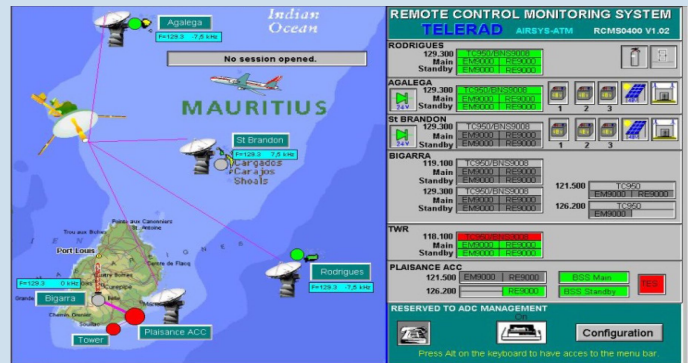 Agalega
F=129.3 -7,5 kHz
Indian
Ocean
No session opened.
MAURITIUS
St Brandon
F=129.3 7,5 kHz
Cargados
Carajos
Shoals
Port Louis
Trou aux Biches
Rodrigues
F=129.3 -7,5 kHz
F=129.3 0 kHz
Bigarra
Curepipe
Tower
Plaisance ACC
REMOTE CONTROL MONITORING SYSTEM
TELERAD AIRSYS-ATM RCMS0400 V1.02
RODRIGUES
129.300 TC950/BNS9008
Main EM9000 RE9000
Standby EM9000 RE9000
AGALEGA
129.300 TC950/BNS9008
Main EM9000 RE9000
Standby EM9000 RE9000
24V
1 2 3
St BRANDON
129.300 TC950/BNS9008
Main EM9000 RE9000
Standby EM9000 RE9000
24V
1 2 3
BIGARRA
119.100 TC950/BNS9008
Main EM9000 RE9000
Standby EM9000 RE9000
129.300 TC950/BNS9008
Main EM9000 RE9000
Standby EM9000 RE9000
121.500 TC950
EM9000 RE9000
126.200 TC950
EM9000
TWR
118.100 TC950/BNS9008
Main EM9000 RE9000
Standby EM9000 RE9000
PLAISANCE ACC
121.500 EM9000 RE9000 BSS Main
126.200 RE9000 BSS Standby
TES
RESERVED TO ADC MANAGEMENT
On
Configuration
Press Alt on the keyboard to have acces to the menu bar.